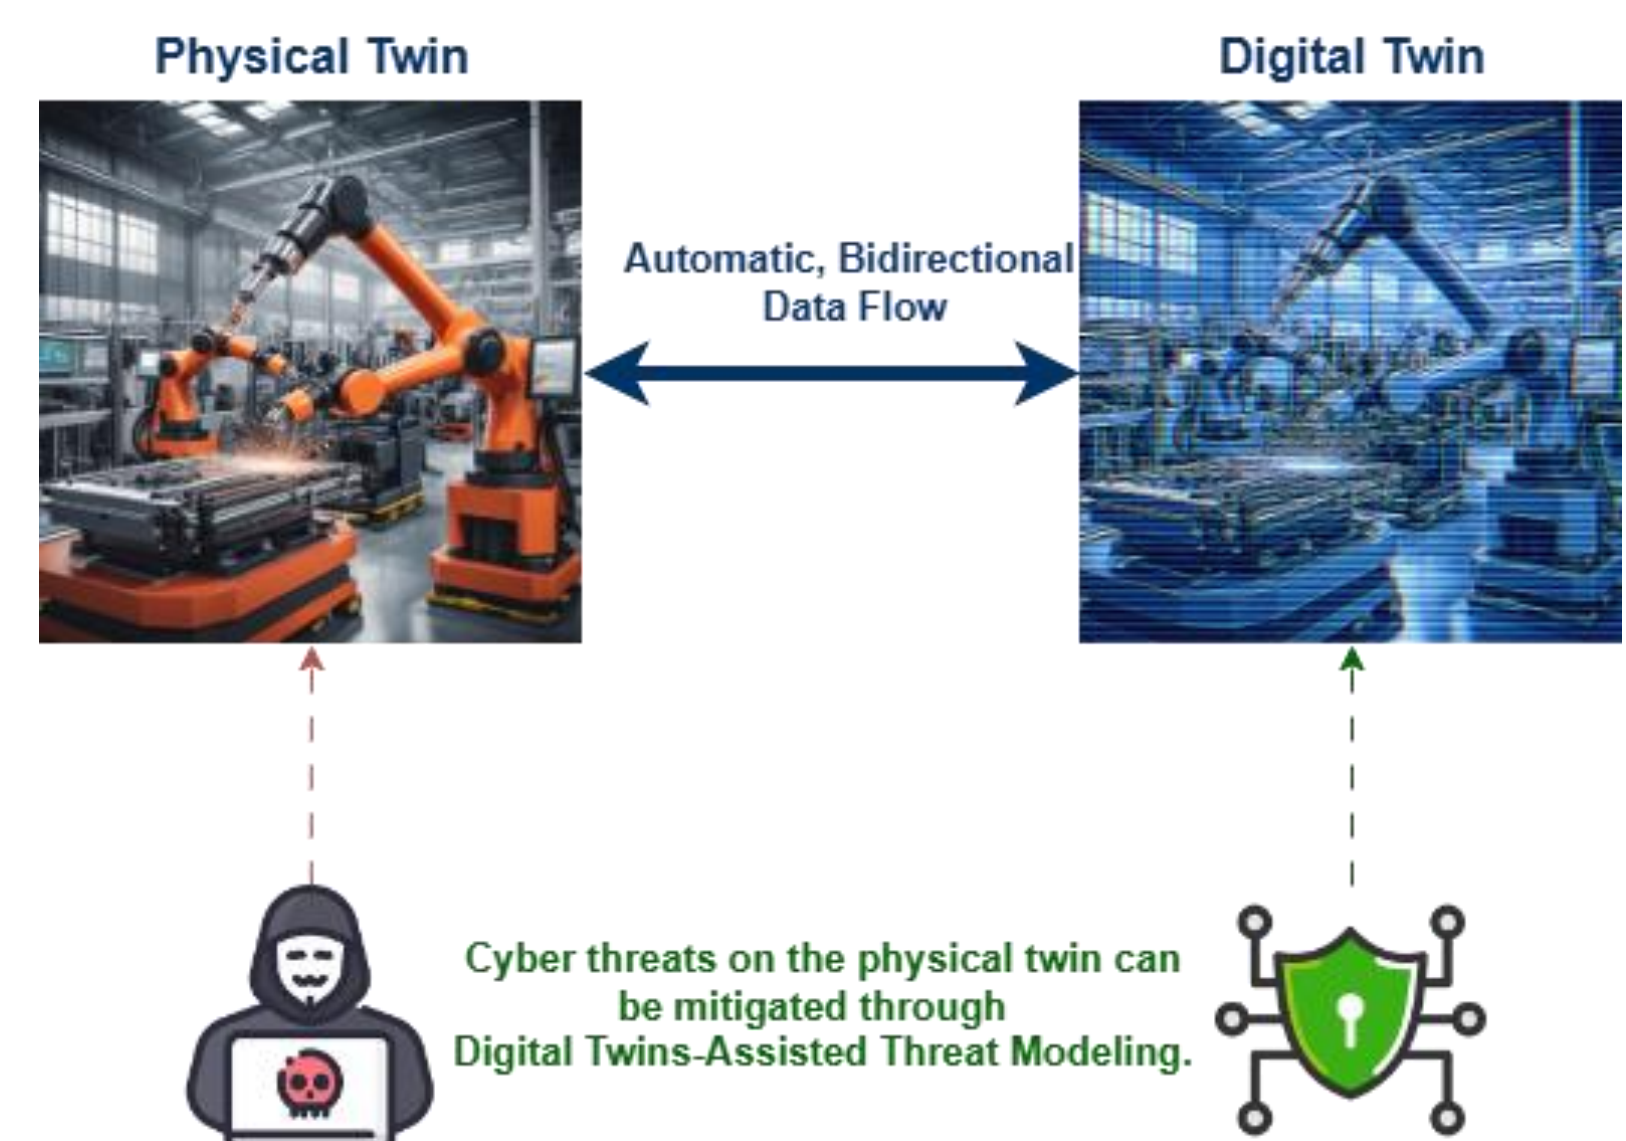 Physical Twin
Digital Twin
Automatic, Bidirectional
Data Flow
Cyber threats on the physical twin can
be mitigated through
Digital Twins-Assisted Threat Modeling.